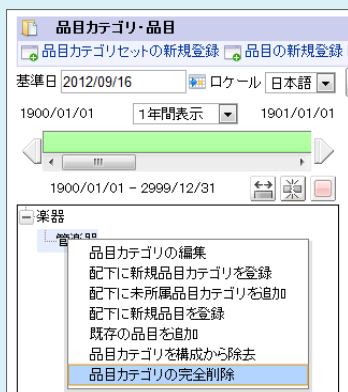 品目カテゴリ・品目
品目カテゴリセットの新規登録 品目の新規登録
基準日 2012/09/16 ロケール 日本語
1900/01/01 1年間表示 1901/01/01
1900/01/01 - 2999/12/31
楽器
管楽器
品目カテゴリの編集
配下に新規品目カテゴリを登録
配下に未所属品目カテゴリを追加
配下に新規品目を登録
既存の品目を追加
品目カテゴリを構成から除去
品目カテゴリの完全削除